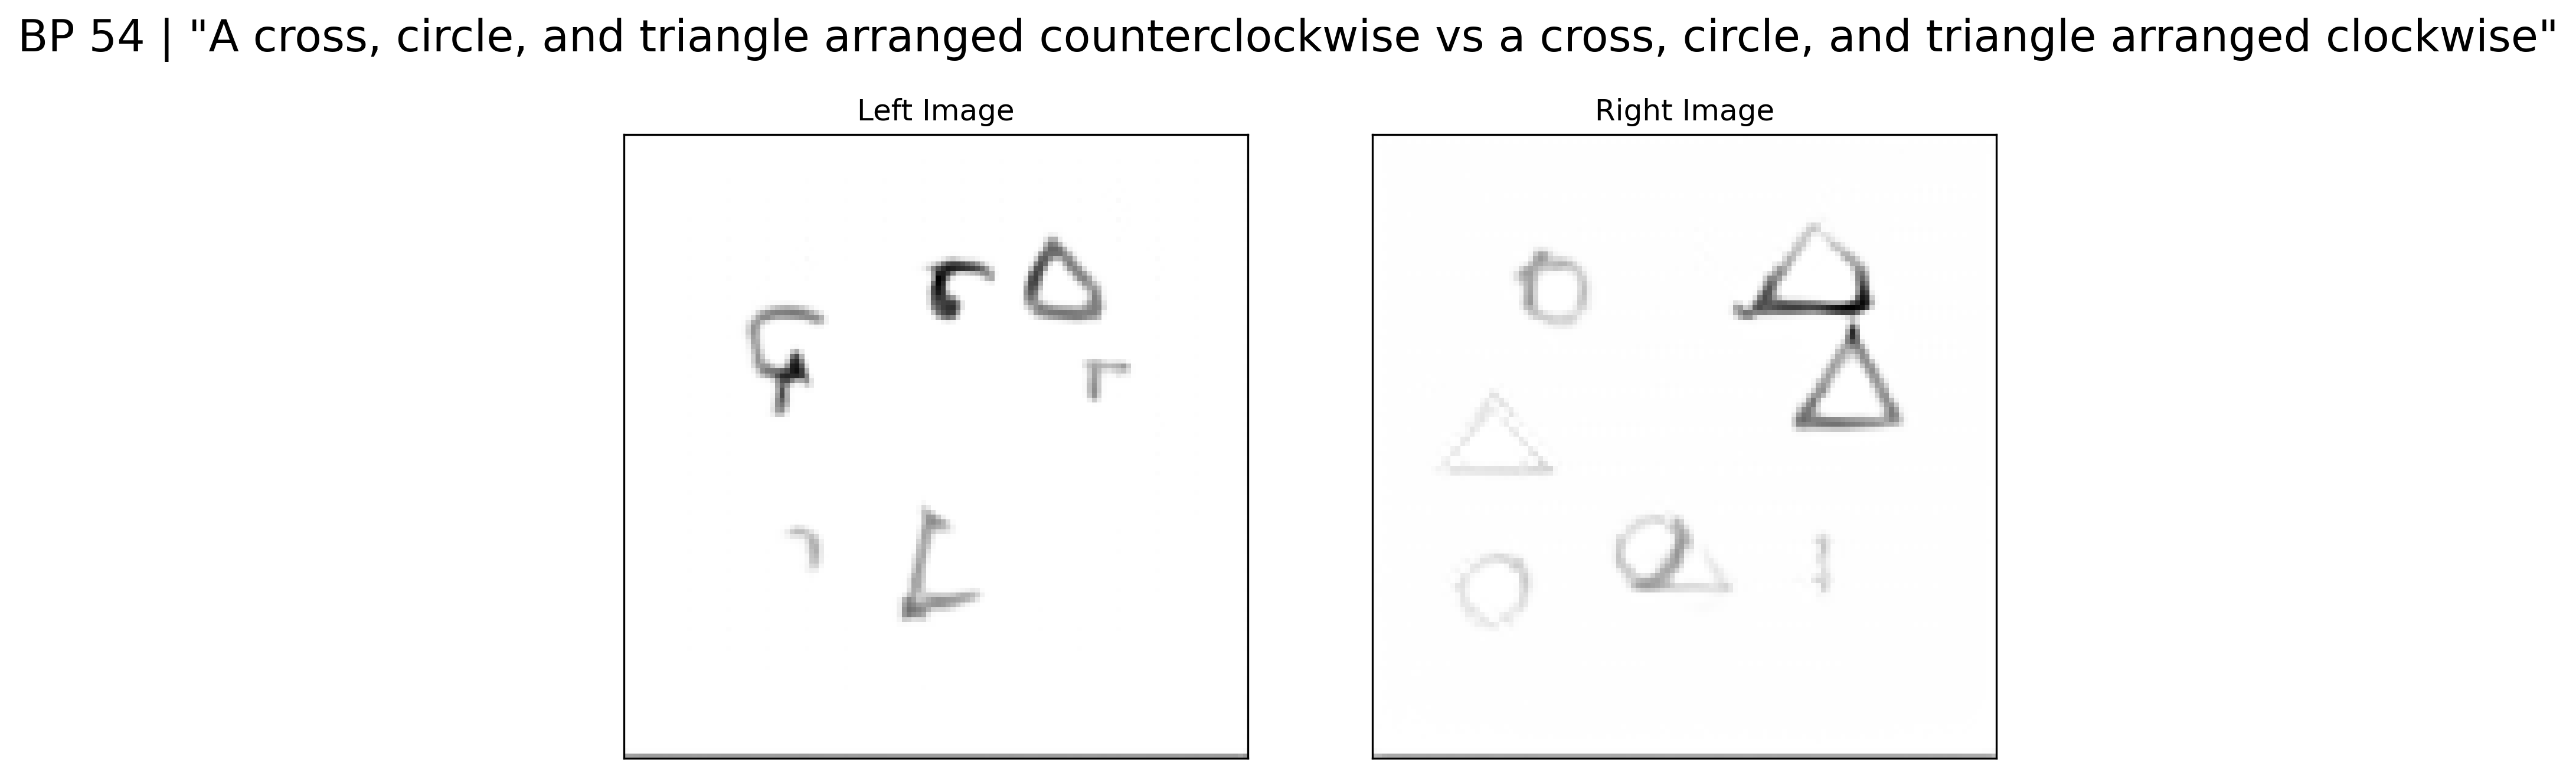 BP 54 | "A cross, circle, and triangle arranged counterclockwise vs a cross, circle, and triangle arranged clockwise"
Left Image
Right Image